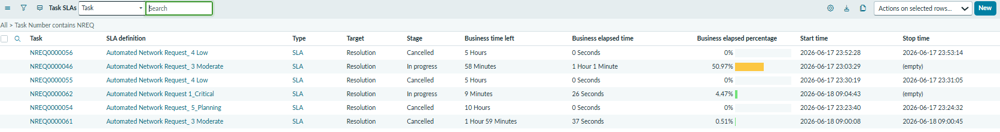 Task SLAs Task Search Actions on selected rows... New
All > Task Number contains NREQ
Task SLA definition Type Target Stage Business time left Business elapsed time Business elapsed percentage Start time Stop time
NREQ0000056 Automated Network Request_ 4 Low SLA Resolution Cancelled 5 Hours 0 Seconds 0% 2026-06-17 23:52:28 2026-06-17 23:53:14
NREQ0000046 Automated Network Request_ 3 Moderate SLA Resolution In progress 58 Minutes 1 Hour 1 Minute 50.97% 2026-06-17 23:03:29 (empty)
NREQ0000055 Automated Network Request_ 4 Low SLA Resolution Cancelled 5 Hours 0 Seconds 0% 2026-06-17 23:30:19 2026-06-17 23:31:05
NREQ0000062 Automated Network Request 1_Critical SLA Resolution In progress 9 Minutes 26 Seconds 4.47% 2026-06-18 09:04:43 (empty)
NREQ0000054 Automated Network Request_ 5_Planning SLA Resolution Cancelled 10 Hours 0 Seconds 0% 2026-06-17 23:23:40 2026-06-17 23:24:32
NREQ0000061 Automated Network Request_ 3 Moderate SLA Resolution Cancelled 1 Hour 59 Minutes 37 Seconds 0.51% 2026-06-18 09:00:08 2026-06-18 09:00:45